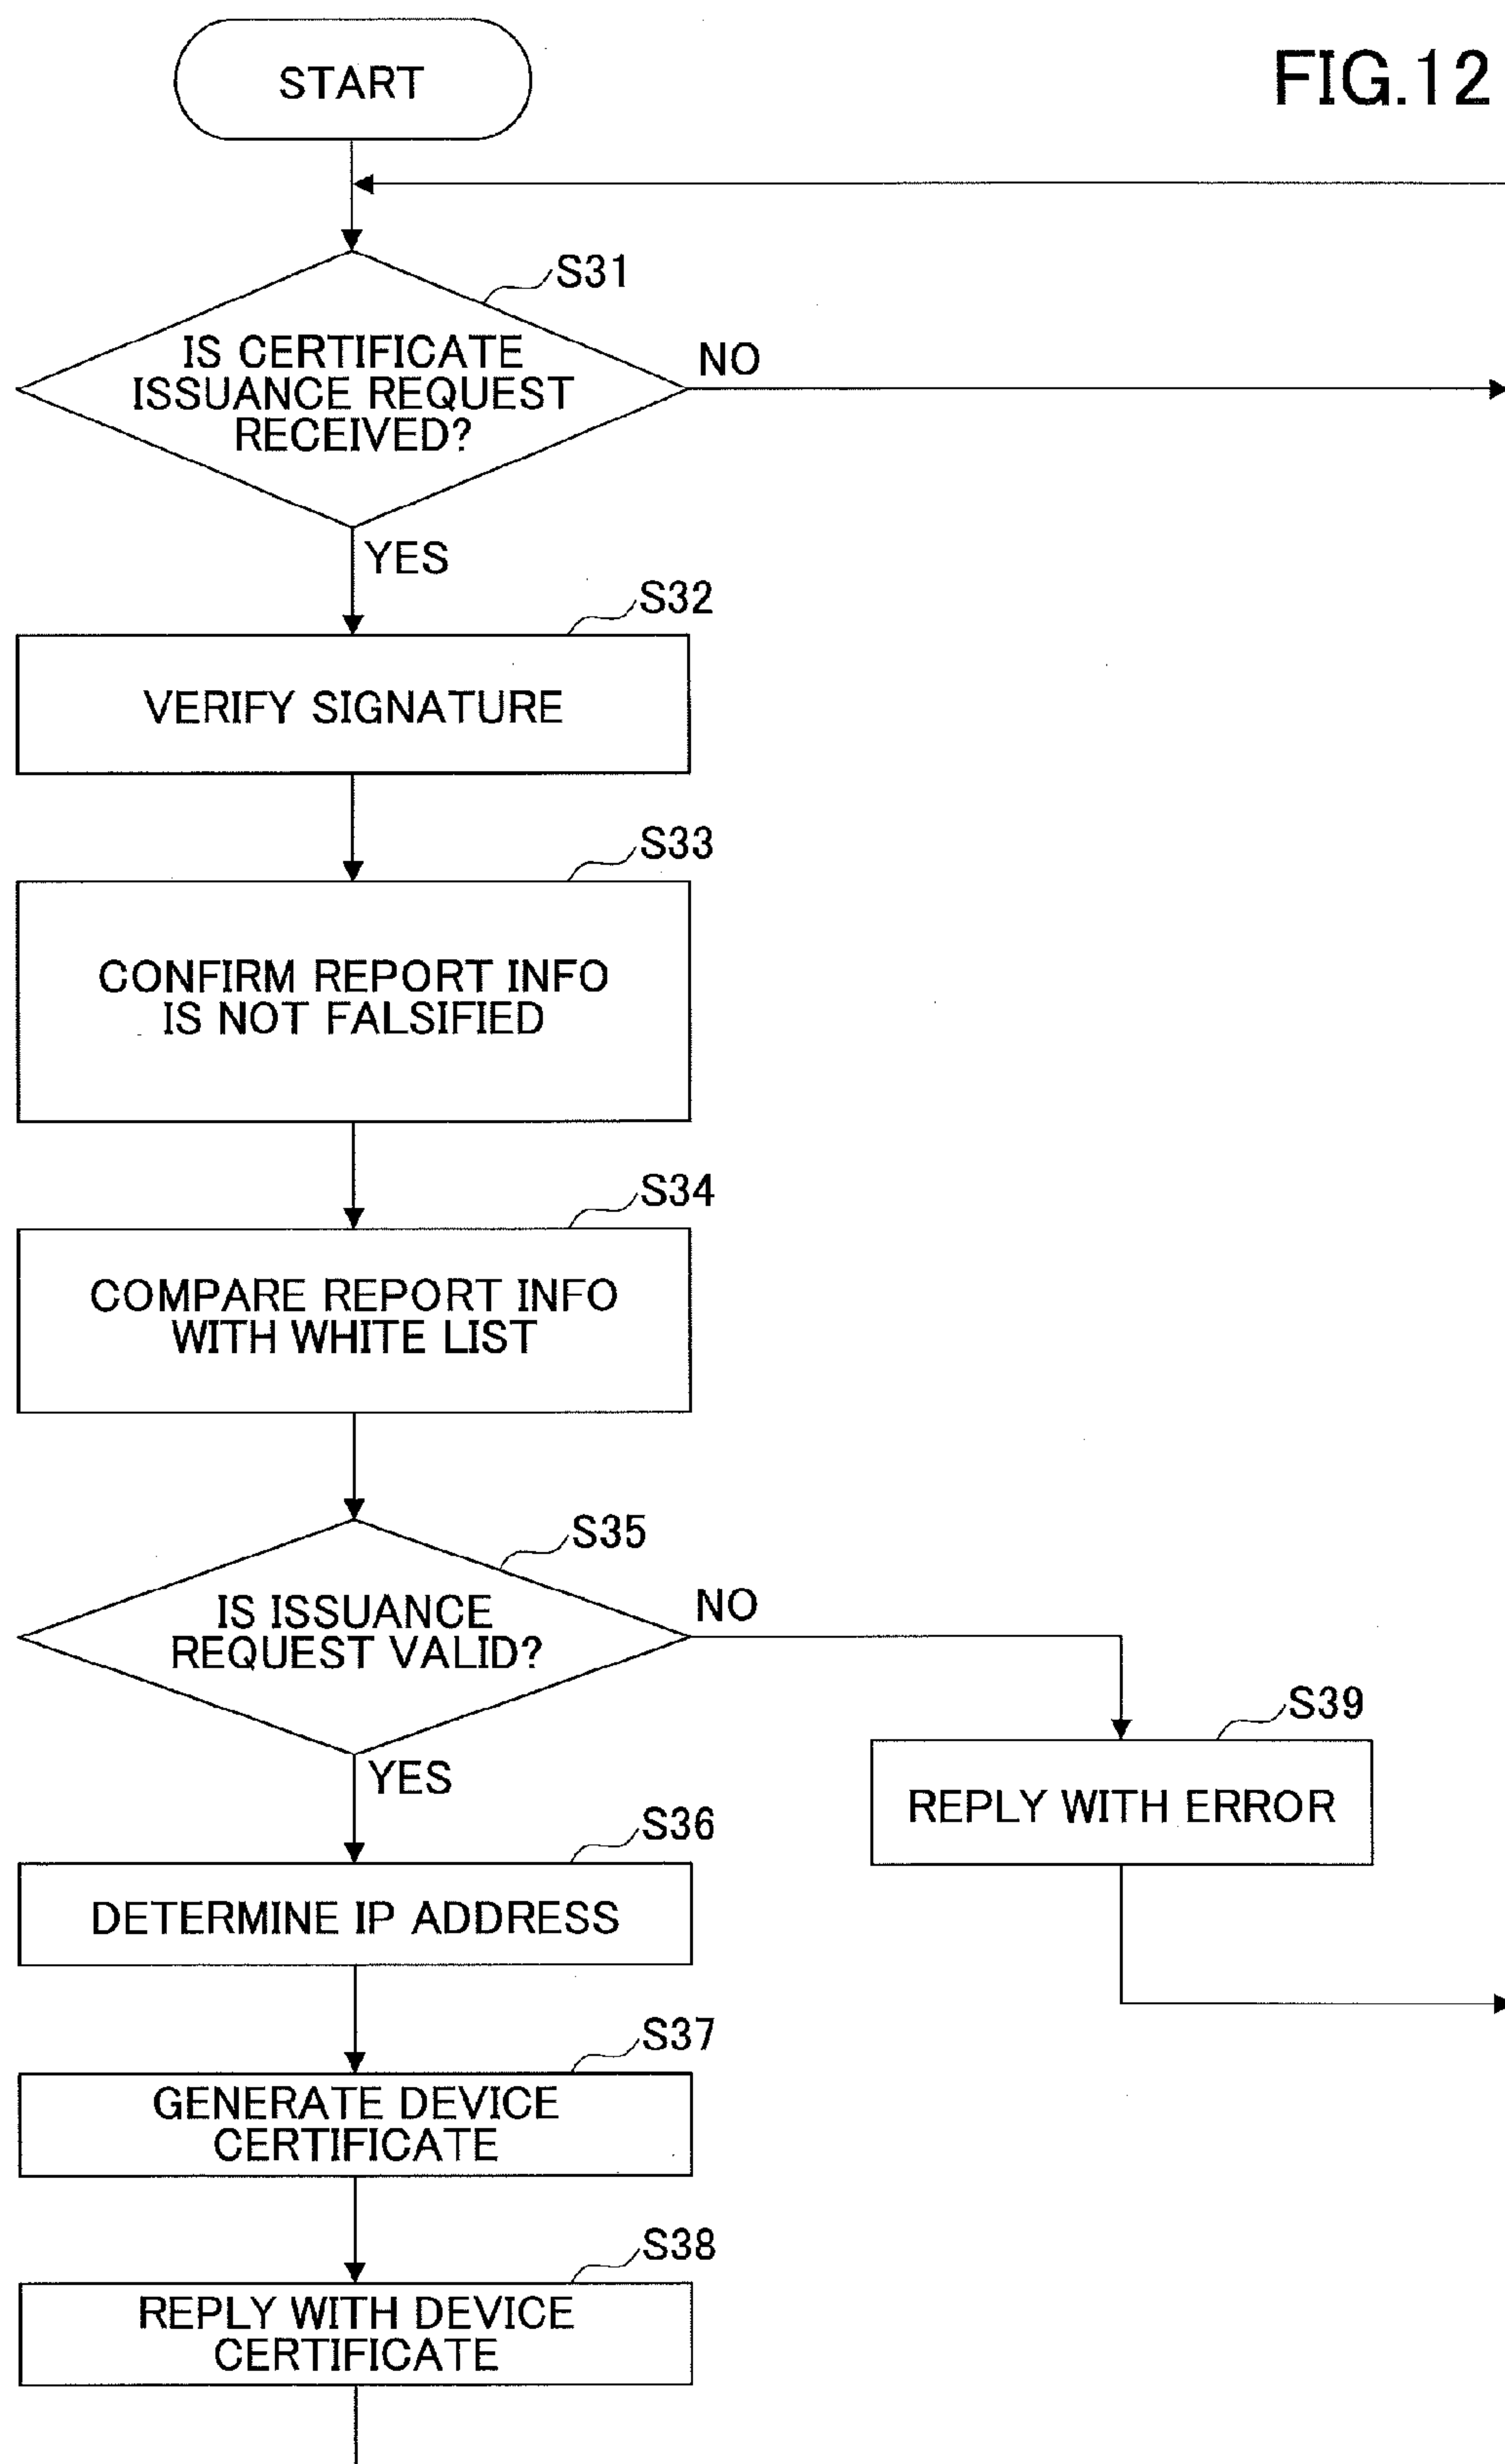 START
FIG.12
S31
IS CERTIFICATE
ISSUANCE REQUEST
RECEIVED?
NO
YES
S32
VERIFY SIGNATURE
S33
CONFIRM REPORT INFO
IS NOT FALSIFIED
S34
COMPARE REPORT INFO
WITH WHITE LIST
S35
IS ISSUANCE
REQUEST VALID?
NO
YES
S39
REPLY WITH ERROR
S36
DETERMINE IP ADDRESS
S37
GENERATE DEVICE
CERTIFICATE
S38
REPLY WITH DEVICE
CERTIFICATE